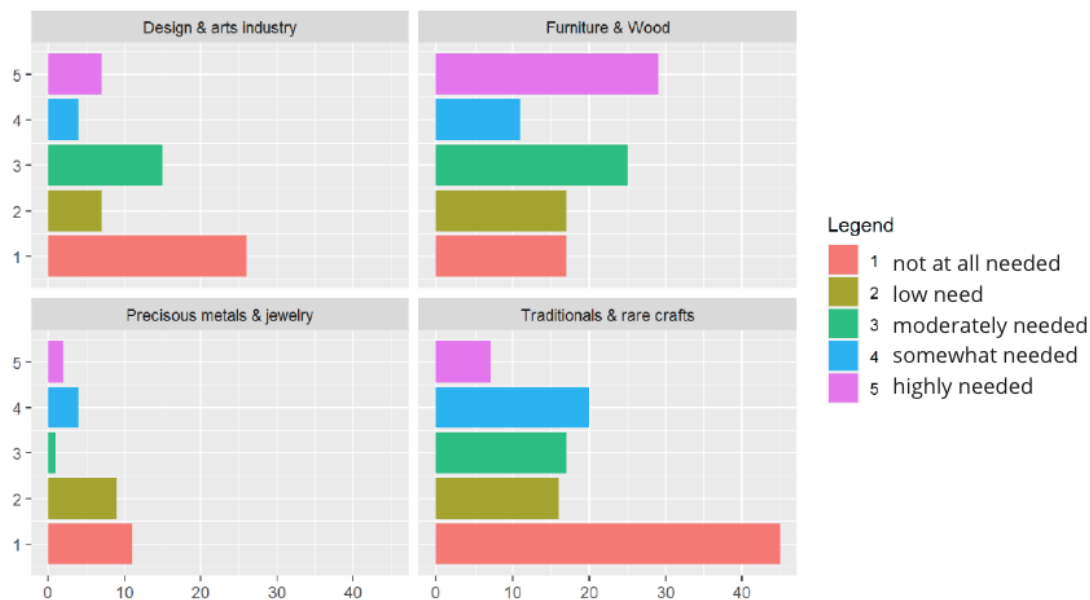 Design & arts industry
Furniture & Wood
5
4
3
2
1
Precisous metals & jewelry
Traditionals & rare crafts
5
4
3
2
1
0 10 20 30 40
0 10 20 30 40
Legend
1 not at all needed
2 low need
3 moderately needed
4 somewhat needed
5 highly needed